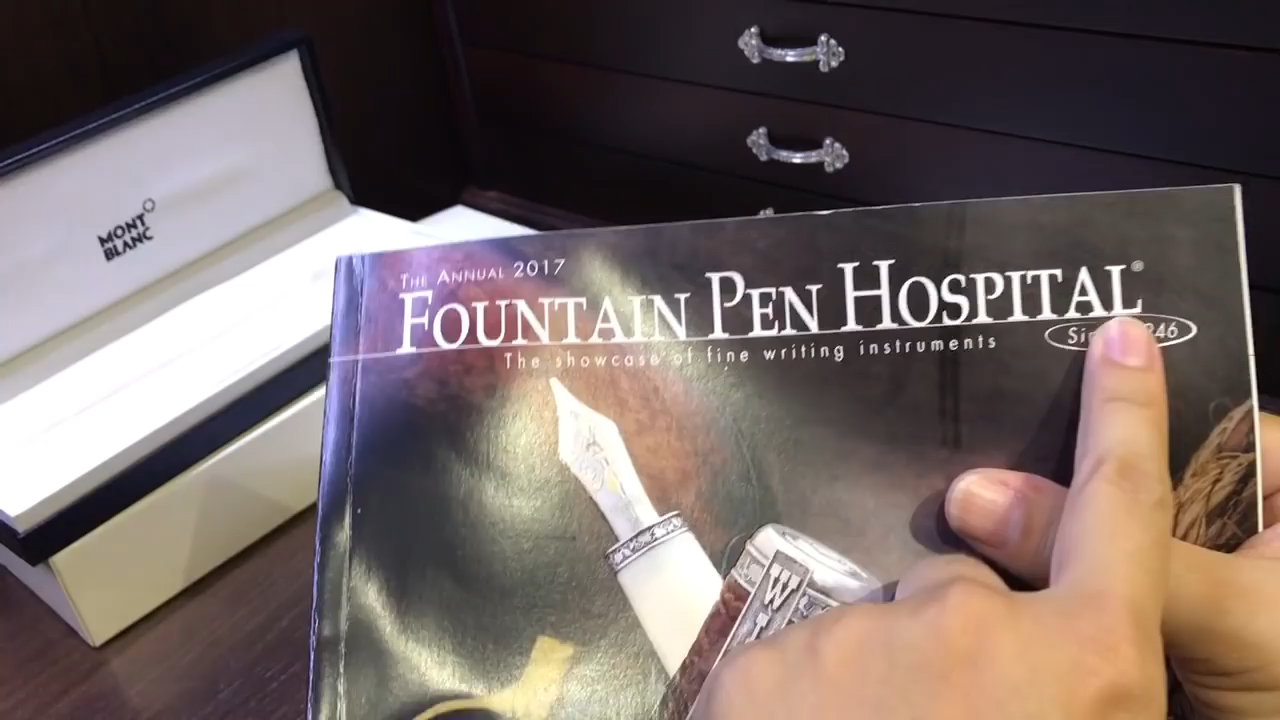 MONT
BLANC
THE ANNUAL 2017
FOUNTAIN PEN HOSPITAL®
The showcase of fine writing instruments